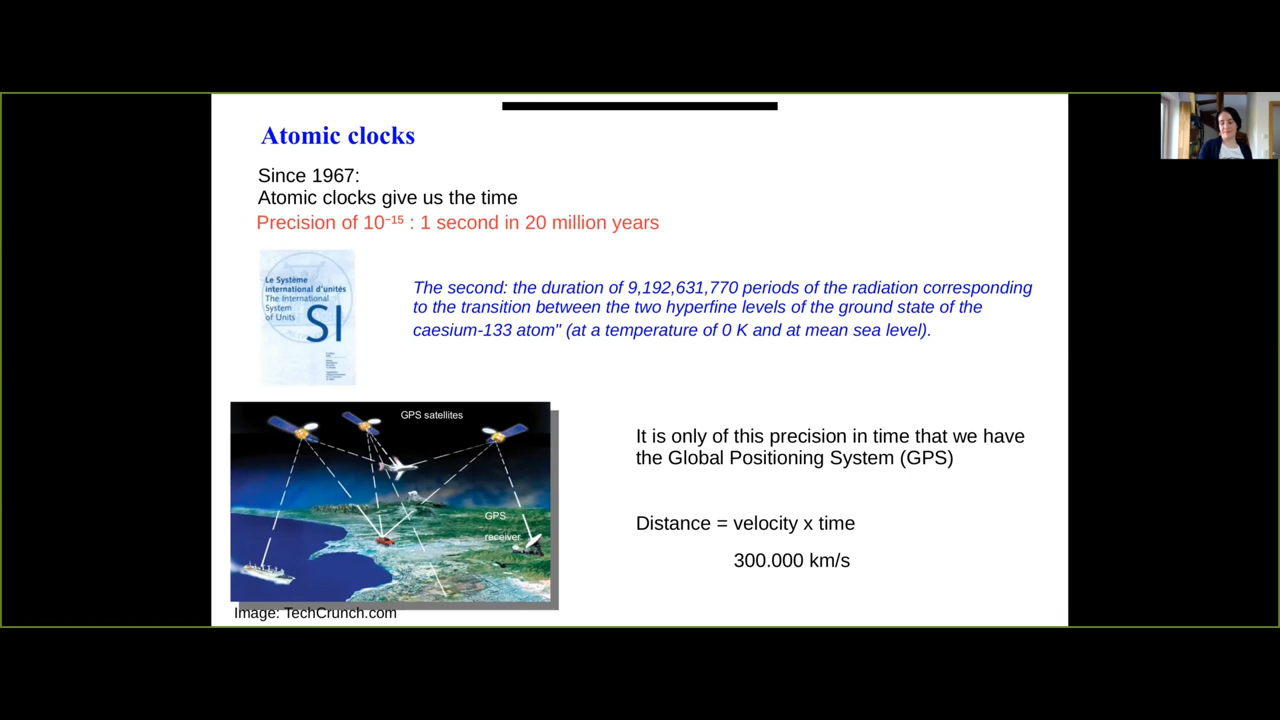 Atomic clocks
Since 1967:
Atomic clocks give us the time
Precision of 10⁻¹⁵ : 1 second in 20 million years
Le Système
international d'unités
The International
System
of Units
SI
The second: the duration of 9,192,631,770 periods of the radiation corresponding
to the transition between the two hyperfine levels of the ground state of the
caesium-133 atom" (at a temperature of 0 K and at mean sea level).
GPS satellites
GPS
receiver
Image: TechCrunch.com
It is only of this precision in time that we have
the Global Positioning System (GPS)
Distance = velocity x time
300.000 km/s